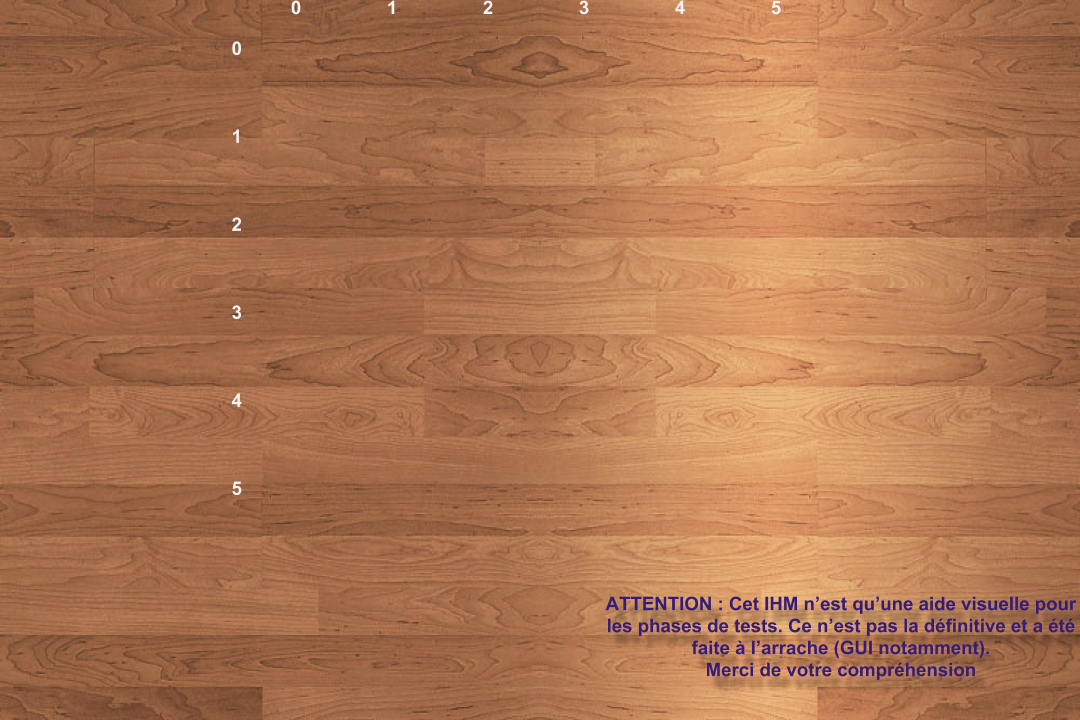 0 1 2 3 4 5
0
1
2
3
4
5
ATTENTION : Cet IHM n’est qu’une aide visuelle pour
les phases de tests. Ce n’est pas la définitive et a été
faite à l’arrache (GUI notamment).
Merci de votre compréhension